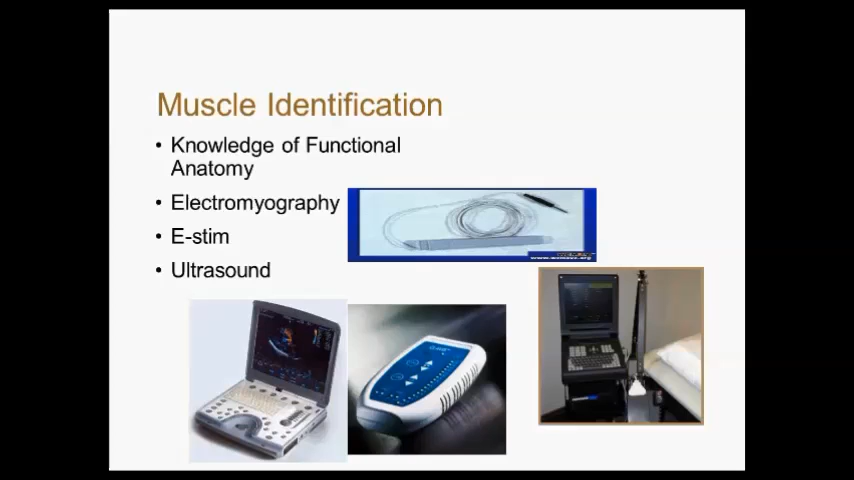 Muscle Identification
• Knowledge of Functional
Anatomy
• Electromyography
• E-stim
• Ultrasound